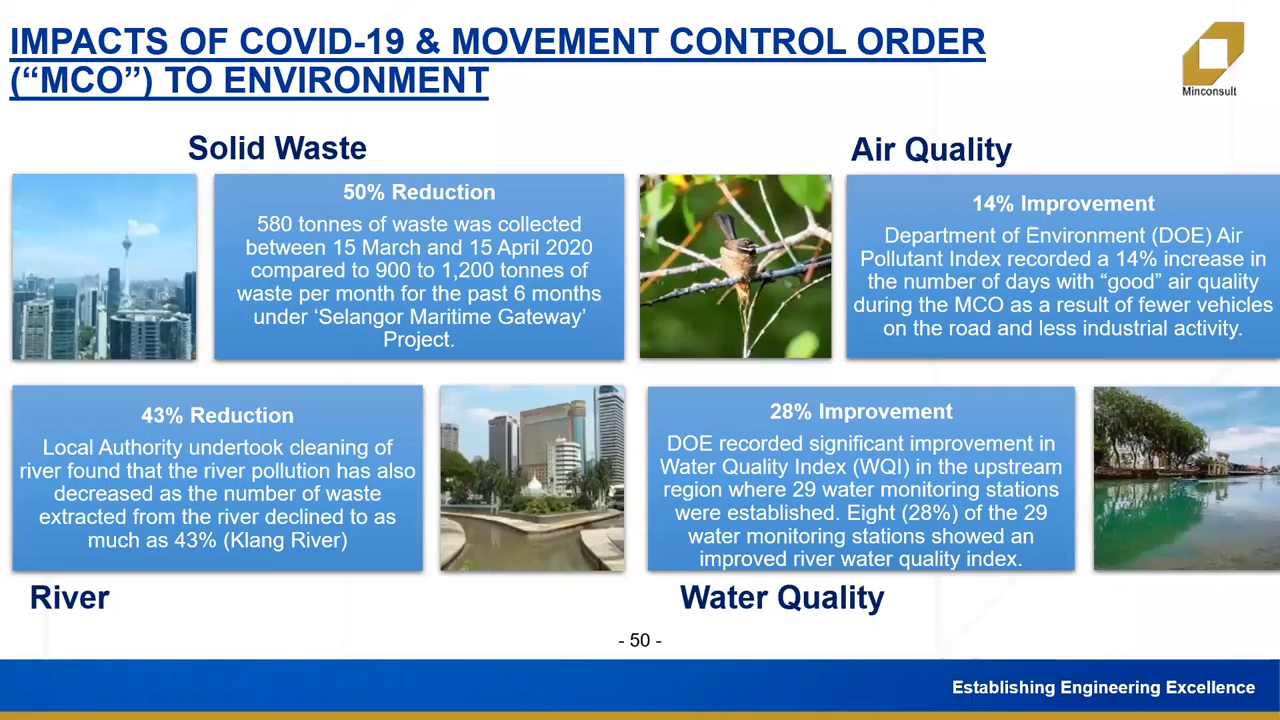 IMPACTS OF COVID-19 & MOVEMENT CONTROL ORDER
(“MCO”) TO ENVIRONMENT
Minconsult
Solid Waste
50% Reduction
580 tonnes of waste was collected
between 15 March and 15 April 2020
compared to 900 to 1,200 tonnes of
waste per month for the past 6 months
under ‘Selangor Maritime Gateway’
Project.
Air Quality
14% Improvement
Department of Environment (DOE) Air
Pollutant Index recorded a 14% increase in
the number of days with “good” air quality
during the MCO as a result of fewer vehicles
on the road and less industrial activity.
43% Reduction
Local Authority undertook cleaning of
river found that the river pollution has also
decreased as the number of waste
extracted from the river declined to as
much as 43% (Klang River)
River
28% Improvement
DOE recorded significant improvement in
Water Quality Index (WQI) in the upstream
region where 29 water monitoring stations
were established. Eight (28%) of the 29
water monitoring stations showed an
improved river water quality index.
Water Quality
- 50 -
Establishing Engineering Excellence